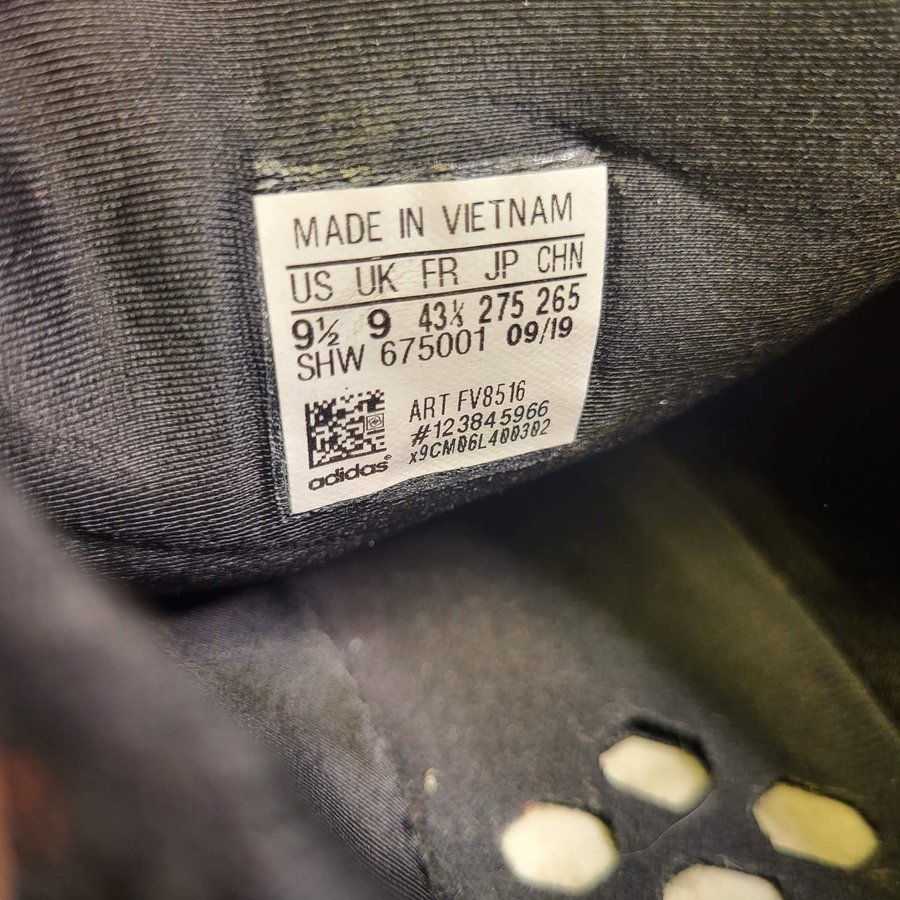 MADE IN VIETNAM
US UK FR JP CHN
9½ 9 43⅓ 275 265
SHW 675001 09/19
ART FV8516
#123845966
x9CM06L400302
adidas®